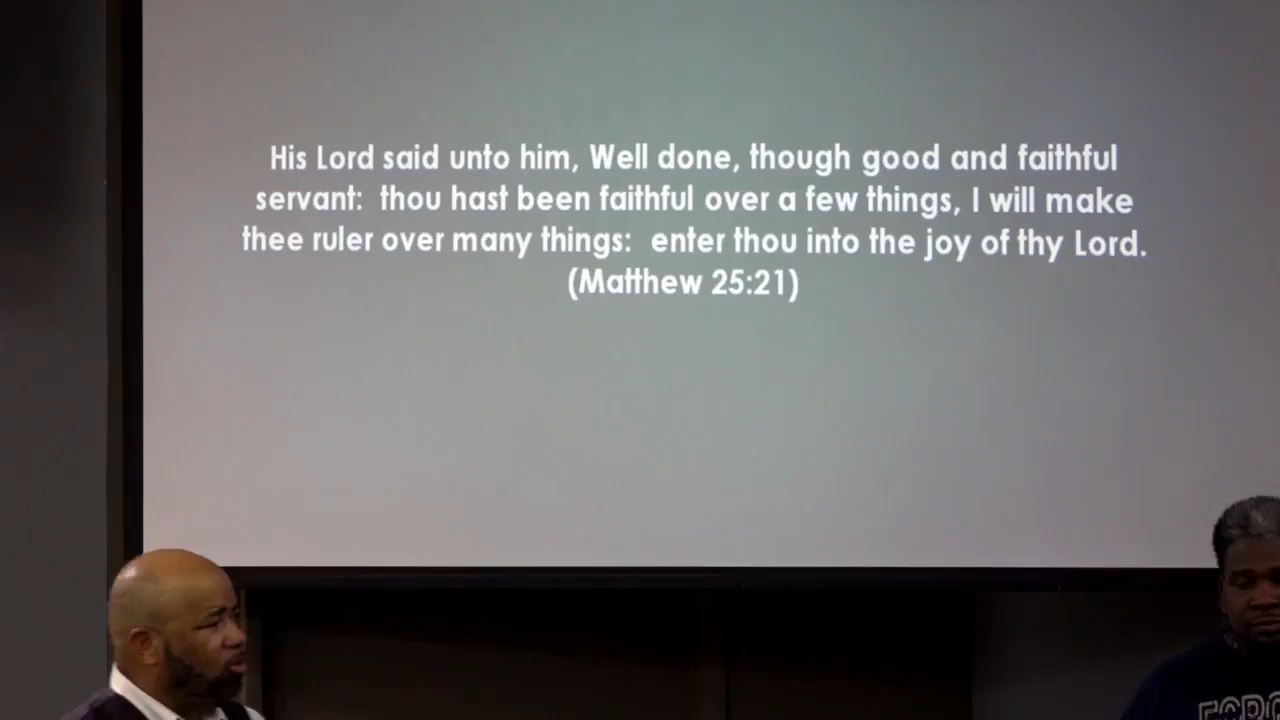 His Lord said unto him, Well done, though good and faithful
servant: thou hast been faithful over a few things, I will make
thee ruler over many things: enter thou into the joy of thy Lord.
(Matthew 25:21)